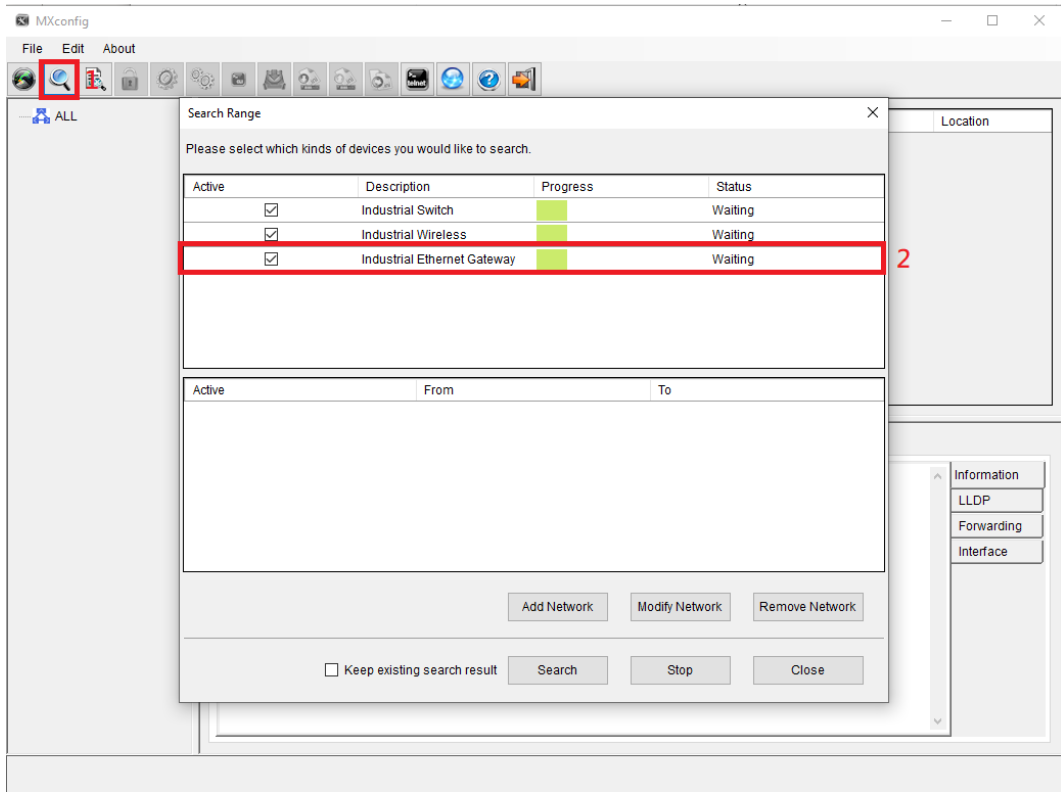 MXconfig
File Edit About
1
telnet
ALL
Search Range
Location
Please select which kinds of devices you would like to search.
Active Description Progress Status
Industrial Switch Waiting
Industrial Wireless Waiting
Industrial Ethernet Gateway Waiting
2
Active From To
Information
LLDP
Forwarding
Interface
Add Network Modify Network Remove Network
Keep existing search result Search Stop Close